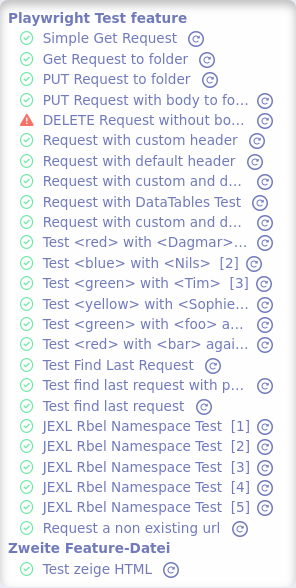 Playwright Test feature
Simple Get Request
Get Request to folder
PUT Request to folder
PUT Request with body to fo...
DELETE Request without bo...
Request with custom header
Request with default header
Request with custom and d...
Request with DataTables Test
Request with custom and d...
Test <red> with <Dagmar>...
Test <blue> with <Nils> [2]
Test <green> with <Tim> [3]
Test <yellow> with <Sophie...
Test <green> with <foo> a...
Test <red> with <bar> agai...
Test Find Last Request
Test find last request with p...
Test find last request
JEXL Rbel Namespace Test [1]
JEXL Rbel Namespace Test [2]
JEXL Rbel Namespace Test [3]
JEXL Rbel Namespace Test [4]
JEXL Rbel Namespace Test [5]
Request a non existing url
Zweite Feature-Datei
Test zeige HTML